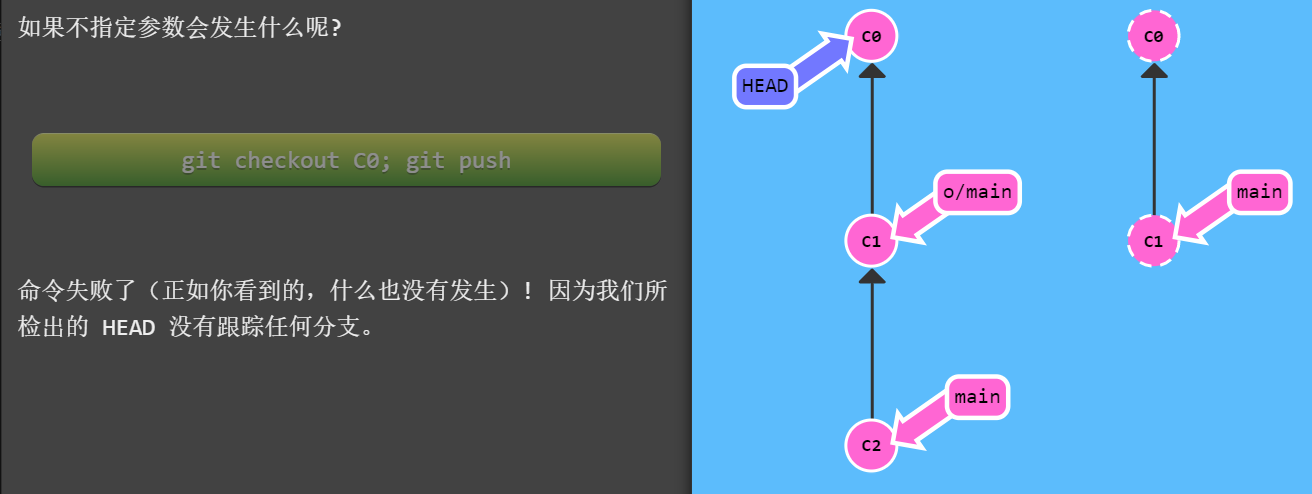 如果不指定参数会发生什么呢?
git checkout C0; git push
命令失败了（正如你看到的，什么也没有发生）! 因为我们所
检出的 HEAD 没有跟踪任何分支。
C0
HEAD
o/main
C1
main
C2
C0
main
C1